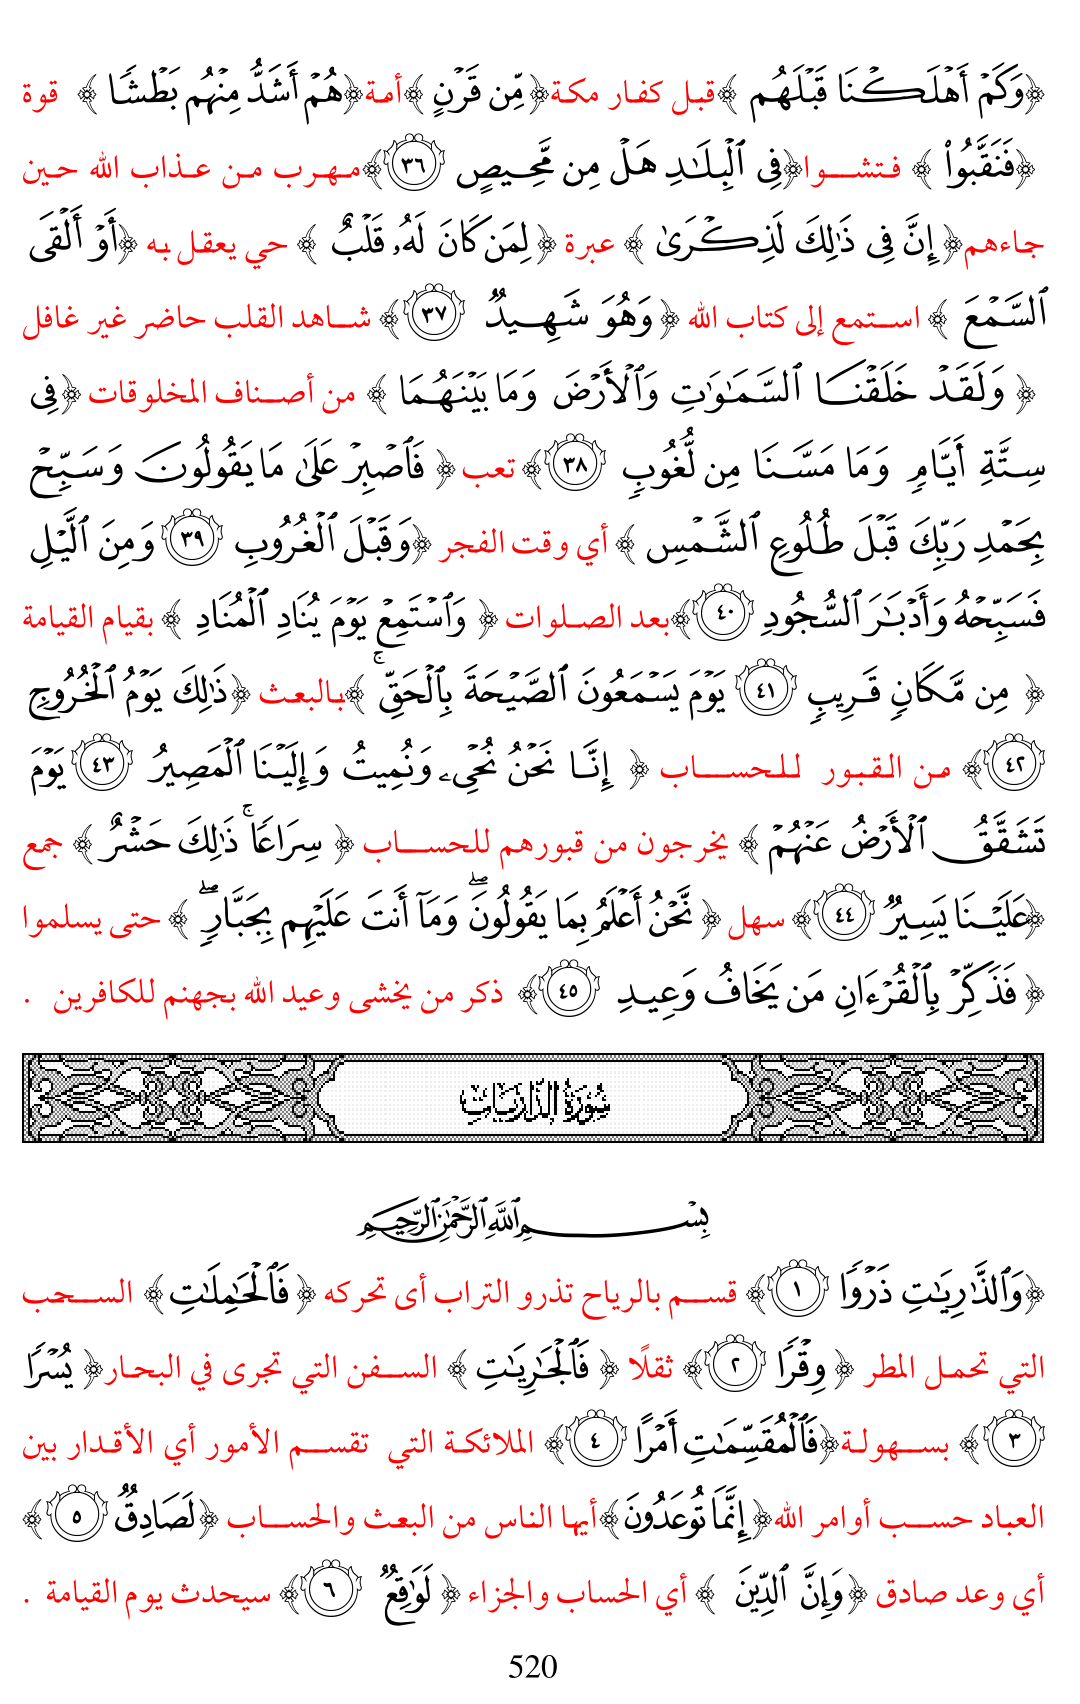 ﴿وَكَمْ أَهْلَكْنَا قَبْلَهُم ﴾قبل كفار مكة﴿مِّن قَرْنٍ ﴾أمة﴿هُمْ أَشَدُّ مِنْهُم بَطْشًا ﴾ قوة
﴿فَنَقَّبُوا۟ ﴾ فتشوا﴿فِى ٱلْبِلَٰدِ هَلْ مِن مَّحِيصٍ ٣٦﴾مهرب من عذاب الله حين
جاءهم﴿إِنَّ فِى ذَٰلِكَ لَذِكْرَىٰ ﴾ عبرة ﴿ لِمَن كَانَ لَهُۥ قَلْبٌ ﴾ حي يعقل به ﴿أَوْ أَلْقَى
ٱلسَّمْعَ ﴾ استمع إلى كتاب الله ﴿وَهُوَ شَهِيدٌ ٣٧﴾ شاهد القلب حاضر غير غافل
﴿ وَلَقَدْ خَلَقْنَا ٱلسَّمَٰوَٰتِ وَٱلْأَرْضَ وَمَا بَيْنَهُمَا ﴾ من أصناف المخلوقات ﴿فِى
سِتَّةِ أَيَّامٍ وَمَا مَسَّنَا مِن لُّغُوبٍ ٣٨﴾ تعب ﴿ فَٱصْبِرْ عَلَىٰ مَا يَقُولُونَ وَسَبِّحْ
بِحَمْدِ رَبِّكَ قَبْلَ طُلُوعِ ٱلشَّمْسِ ﴾ أي وقت الفجر ﴿وَقَبْلَ ٱلْغُرُوبِ ٣٩ وَمِنَ ٱلَّيْلِ
فَسَبِّحْهُ وَأَدْبَٰرَ ٱلسُّجُودِ ٤٠﴾بعد الصلوات ﴿ وَٱسْتَمِعْ يَوْمَ يُنَادِ ٱلْمُنَادِ ﴾ بقيام القيامة
﴿ مِن مَّكَانٍ قَرِيبٍ ٤١ يَوْمَ يَسْمَعُونَ ٱلصَّيْحَةَ بِٱلْحَقِّ ۚ ﴾بالبعث ﴿ذَٰلِكَ يَوْمُ ٱلْخُرُوجِ
٤٢﴾ من القبور للحساب ﴿ إِنَّا نَحْنُ نُحْىِۦ وَنُمِيتُ وَإِلَيْنَا ٱلْمَصِيرُ ٤٣ يَوْمَ
تَشَقَّقُ ٱلْأَرْضُ عَنْهُمْ ﴾ يخرجون من قبورهم للحساب ﴿ سِرَاعًا ۚ ذَٰلِكَ حَشْرٌ ﴾ جمع
﴿عَلَيْنَا يَسِيرٌ ٤٤﴾ سهل ﴿ نَّحْنُ أَعْلَمُ بِمَا يَقُولُونَ ۖ وَمَآ أَنتَ عَلَيْهِم بِجَبَّارٍ ۖ ﴾ حتى يسلموا
﴿ فَذَكِّرْ بِٱلْقُرْءَانِ مَن يَخَافُ وَعِيدِ ٤٥﴾ ذكر من يخشى وعيد الله بجهنم للكافرين .
سُورَةُ الذَّارِيَاتِ
بِسْمِ ٱللَّهِ ٱلرَّحْمَٰنِ ٱلرَّحِيمِ
﴿وَٱلذَّٰرِيَٰتِ ذَرْوًا ١﴾ قسم بالرياح تذرو التراب أى تحركه ﴿ فَٱلْحَٰمِلَٰتِ ﴾ السحب
التي تحمل المطر ﴿ وِقْرًا ٢﴾ ثقلًا ﴿ فَٱلْجَٰرِيَٰتِ ﴾ السفن التي تجرى في البحار﴿ يُسْرًا
٣﴾ بسهولة﴿فَٱلْمُقَسِّمَٰتِ أَمْرًا ٤﴾ الملائكة التي تقسم الأمور أي الأقدار بين
العباد حسب أوامر الله﴿إِنَّمَا تُوعَدُونَ﴾أيها الناس من البعث والحساب ﴿لَصَادِقٌ ٥﴾
أي وعد صادق ﴿وَإِنَّ ٱلدِّينَ ﴾ أي الحساب والجزاء ﴿ لَوَٰقِعٌ ٦﴾ سيحدث يوم القيامة .
520